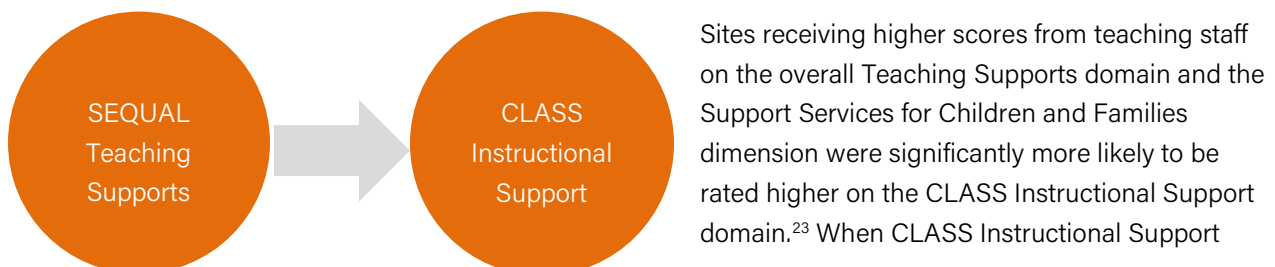 SEQUAL
Teaching
Supports
CLASS
Instructional
Support
Sites receiving higher scores from teaching staff
on the overall Teaching Supports domain and the
Support Services for Children and Families
dimension were significantly more likely to be
rated higher on the CLASS Instructional Support
domain.²³ When CLASS Instructional Support